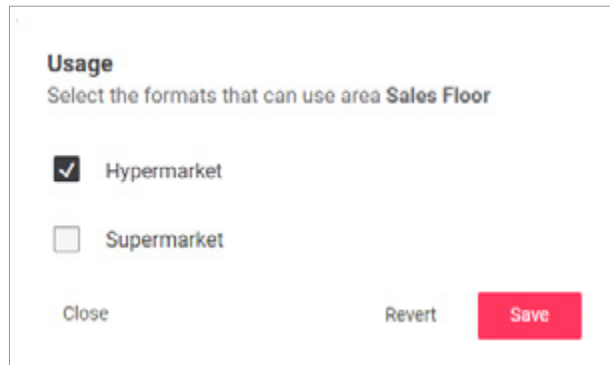 Usage
Select the formats that can use area Sales Floor
Hypermarket
Supermarket
Close Revert Save